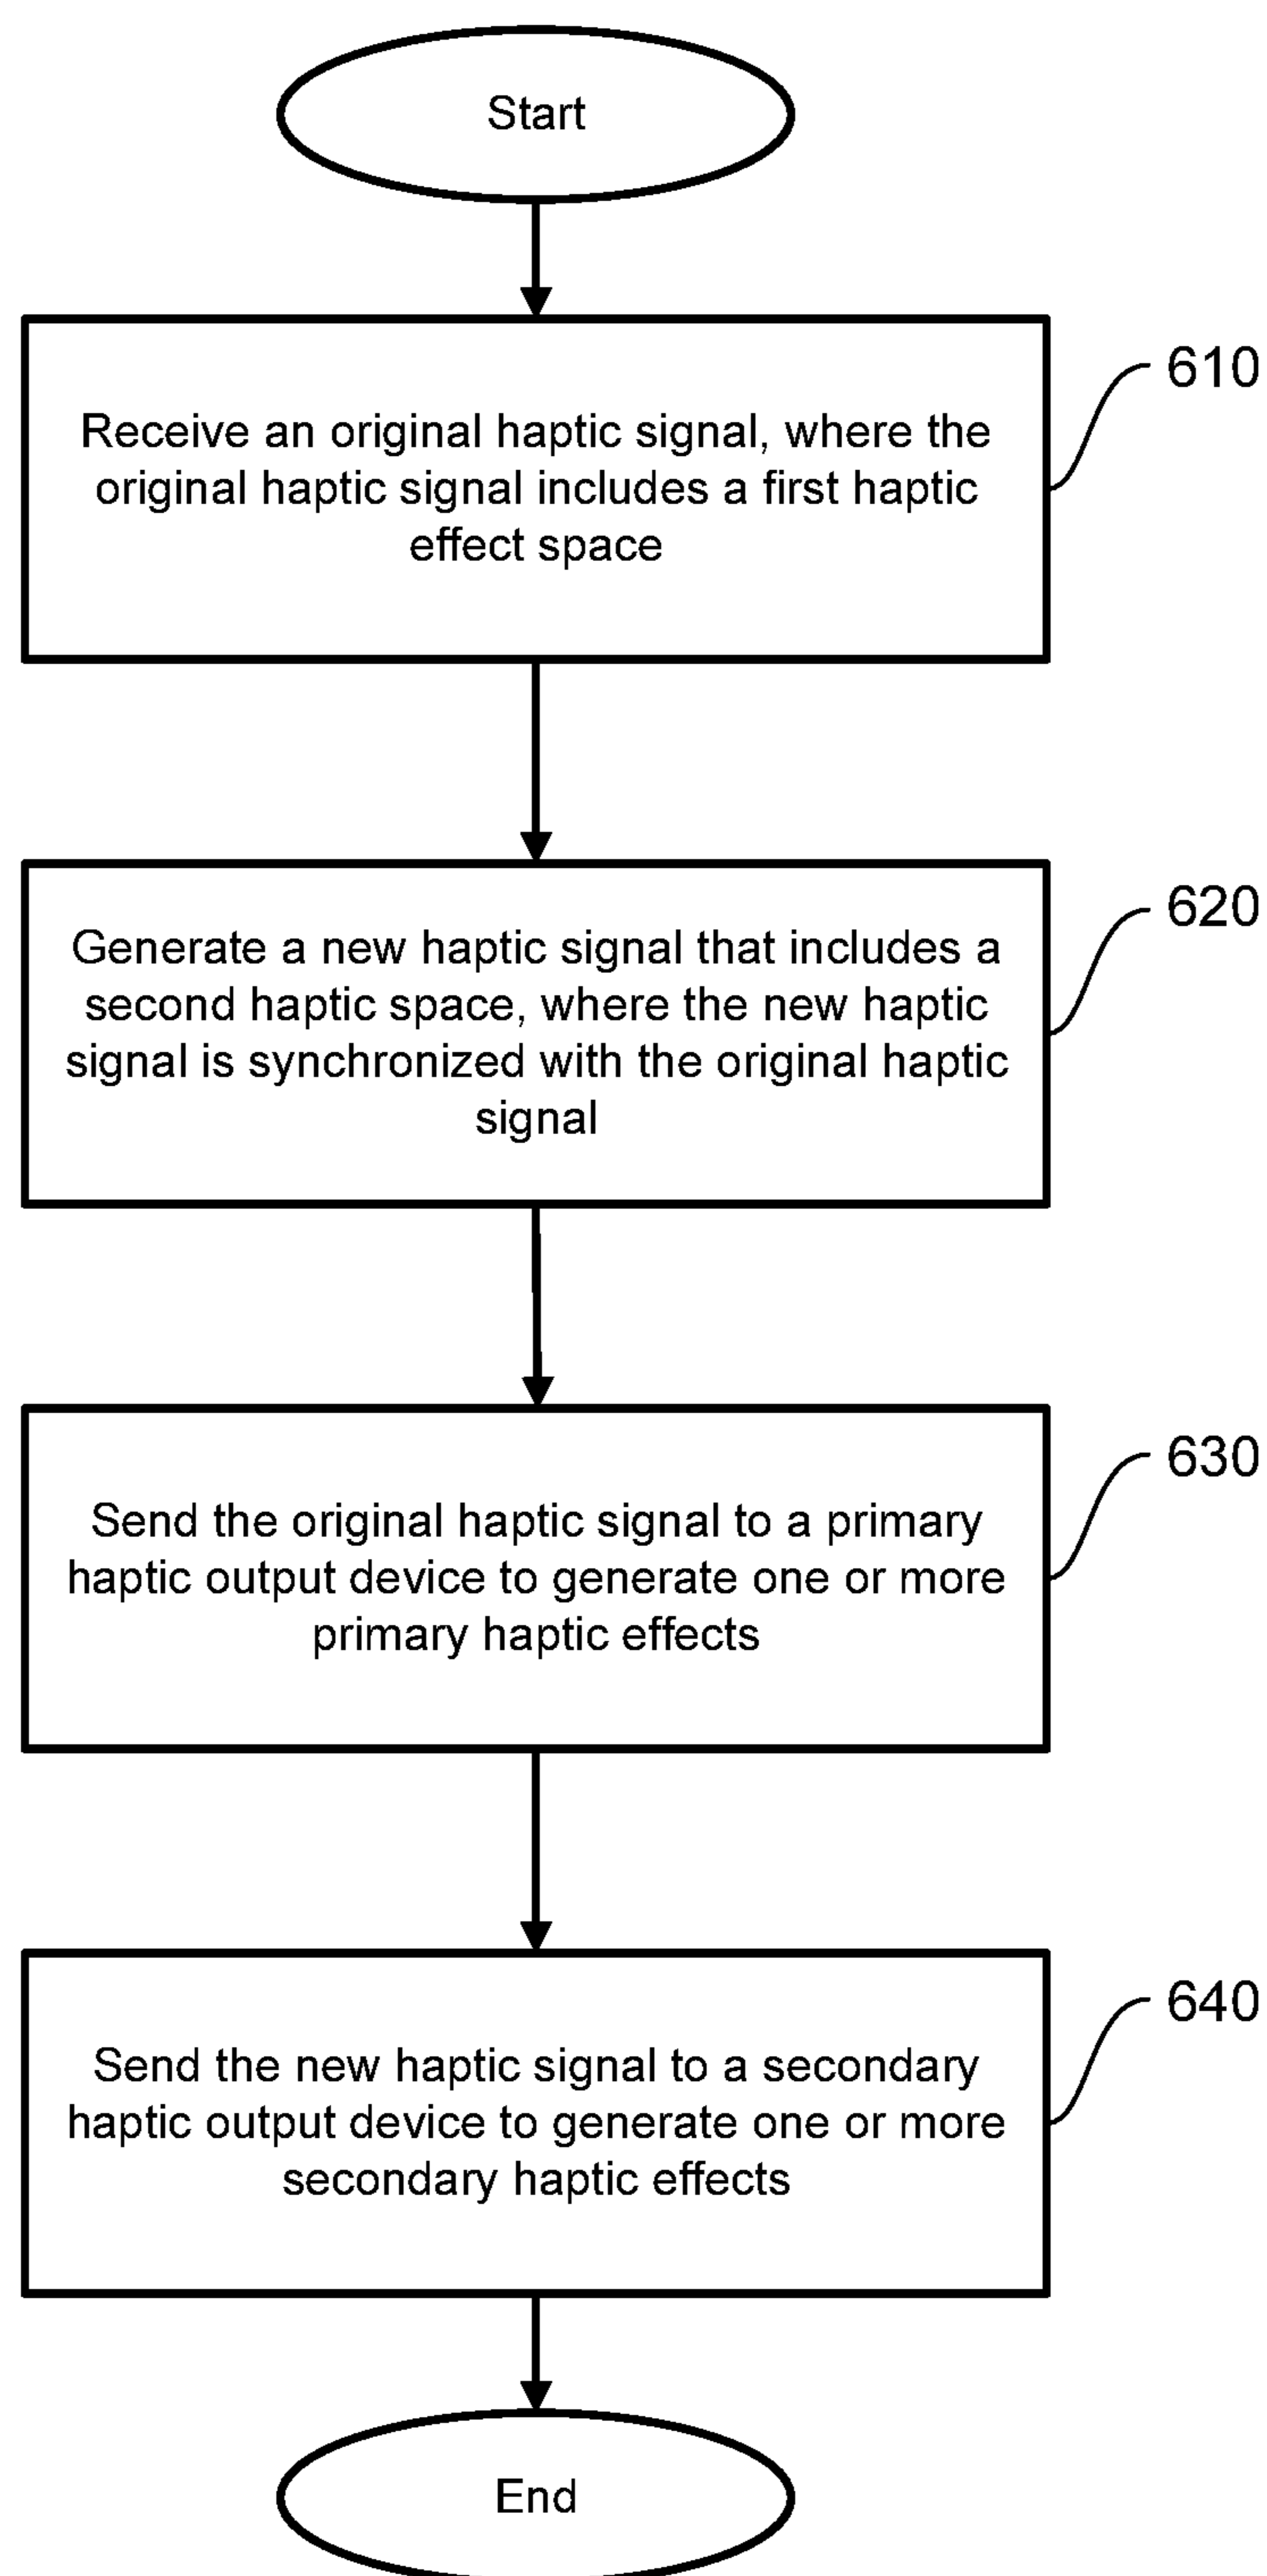 Start
610
Receive an original haptic signal, where the
original haptic signal includes a first haptic
effect space
620
Generate a new haptic signal that includes a
second haptic space, where the new haptic
signal is synchronized with the original haptic
signal
630
Send the original haptic signal to a primary
haptic output device to generate one or more
primary haptic effects
640
Send the new haptic signal to a secondary
haptic output device to generate one or more
secondary haptic effects
End